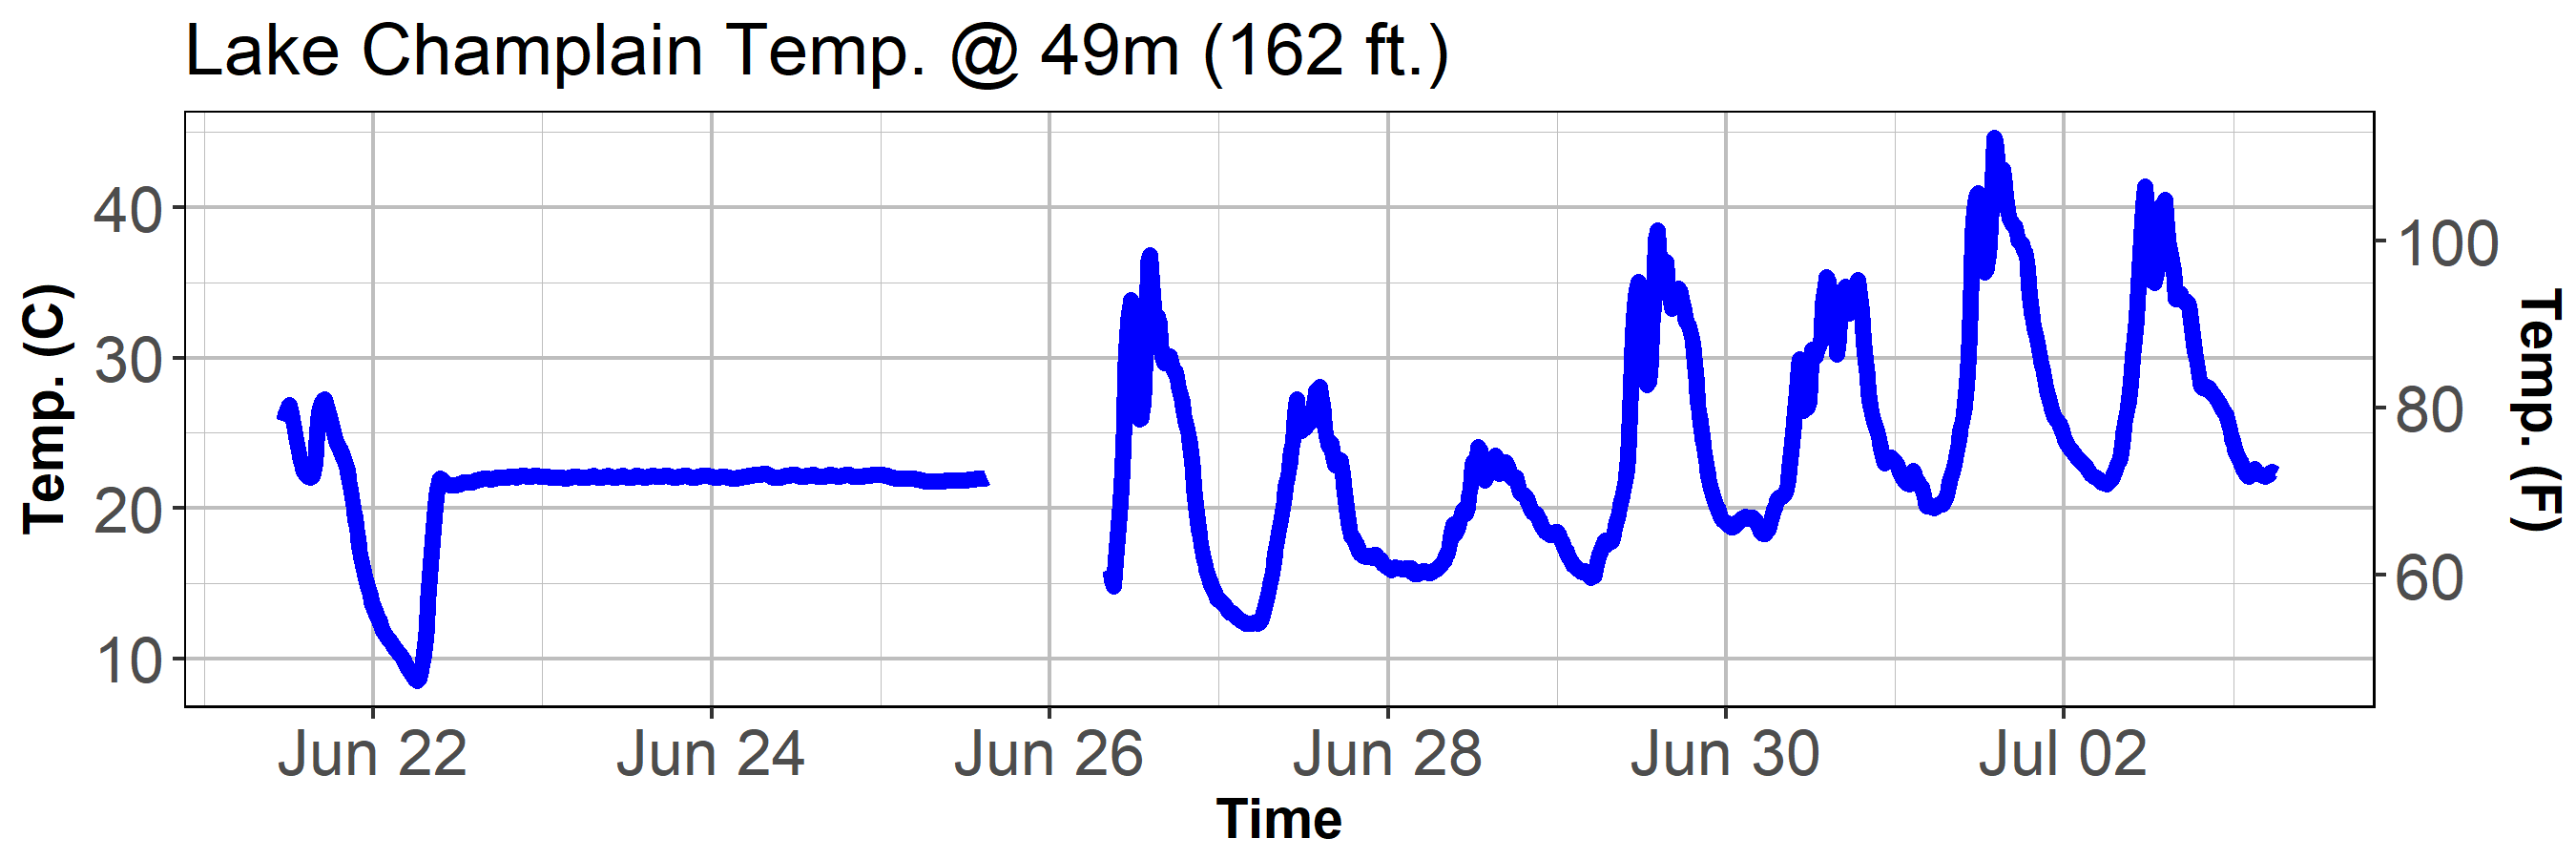 Lake Champlain Temp. @ 49m (162 ft.)
Temp. (C)
40
30
20
10
100
80
60
Temp. (F)
Jun 22 Jun 24 Jun 26 Jun 28 Jun 30 Jul 02
Time